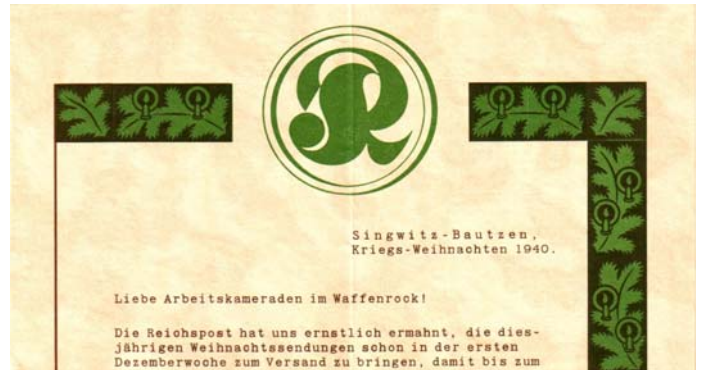 R
Singwitz-Bautzen,
Kriegs-Weihnachten 1940.
Liebe Arbeitskameraden im Waffenrock!
Die Reichspost hat uns ernstlich ermahnt, die dies-
jährigen Weihnachtssendungen schon in der ersten
Dezemberwoche zum Versand zu bringen, damit bis zum